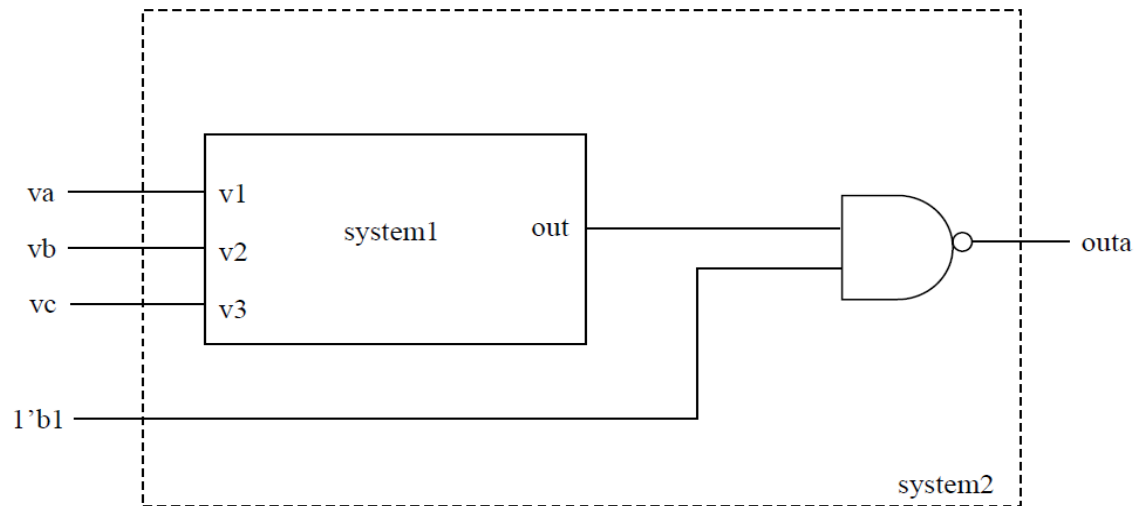 va
vb
vc
1’b1
v1
v2
v3
system1
out
outa
system2